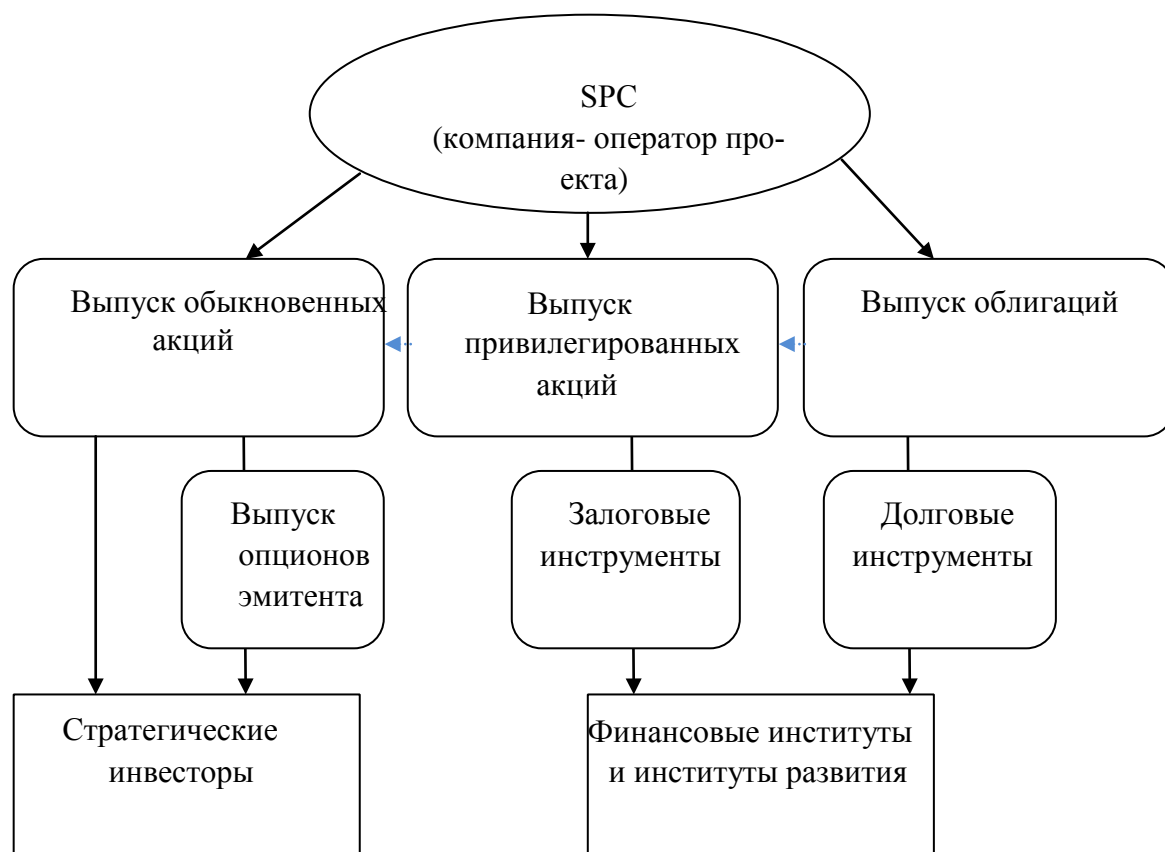 SPC
(компания- оператор про-
екта)
Выпуск обыкновенных
акций
Выпуск
привилегированных
акций
Выпуск облигаций
Выпуск
опционов
эмитента
Залоговые
инструменты
Долговые
инструменты
Стратегические
инвесторы
Финансовые институты
и институты развития